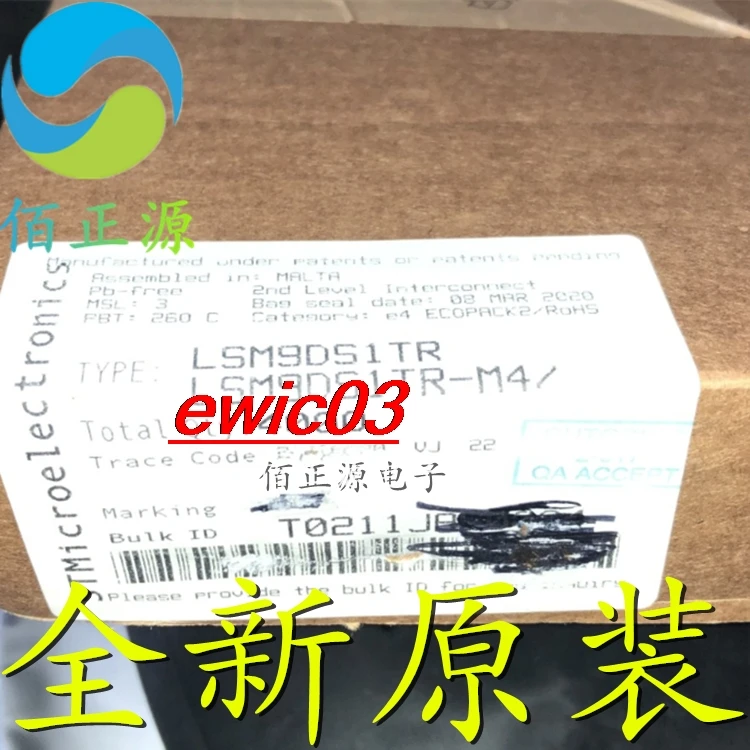 佰正源
Manufactured under patents or patents pending
Assembled in: MALTA
Pb-free 2nd Level Interconnect
MSL: 3 Bag seal date: 02 MAR 2020
PBT: 260 C Category: e4 ECOPACK2/RoHS
TYPE: LSM9DS1TR
LSM9DS1TR-M4/
ewic03
Total
Trace Code VJ 22
QA ACCEPT
佰正源电子
Marking
Bulk ID T0211J
Please provide the bulk ID for
STMicroelectronics
全新原装